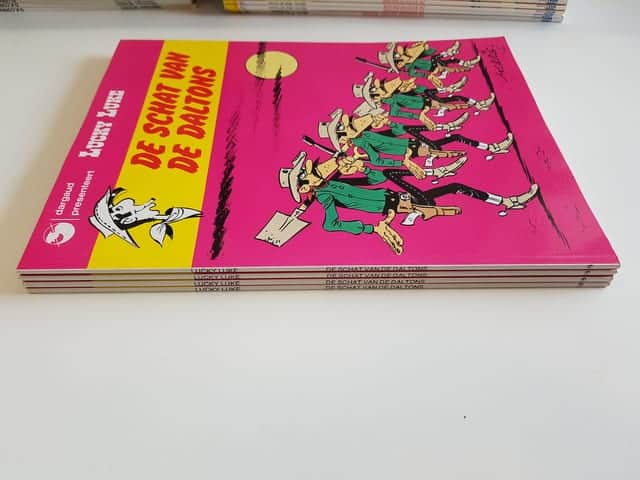 dargaud
presenteert
LUCKY LUKE
DE SCHAT VAN
DE DALTONS
LUCKY LUKE DE SCHAT VAN DE DALTONS
LUCKY LUKE DE SCHAT VAN DE DALTONS
LUCKY LUKE DE SCHAT VAN DE DALTONS
LUCKY LUKE DE SCHAT VAN DE DALTONS